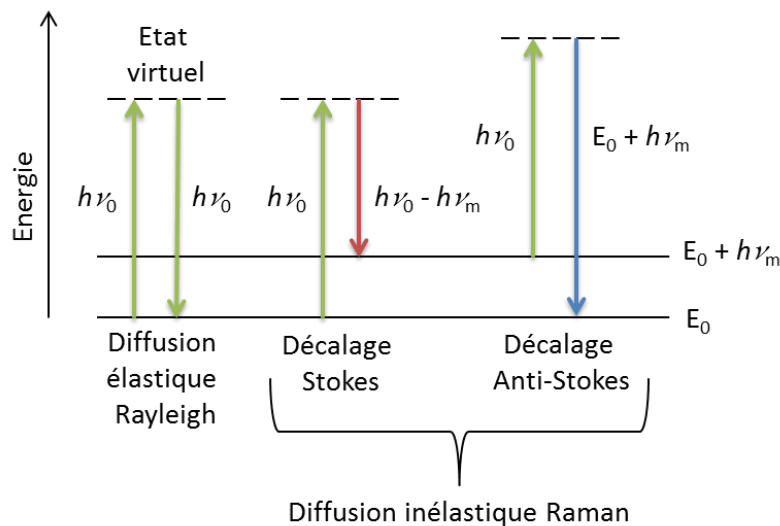 Energie
Etat
virtuel
hν₀
hν₀
hν₀
hν₀ - hνₘ
hν₀
E₀ + hνₘ
E₀ + hνₘ
E₀
Diffusion
élastique
Rayleigh
Décalage
Stokes
Décalage
Anti-Stokes
Diffusion inélastique Raman